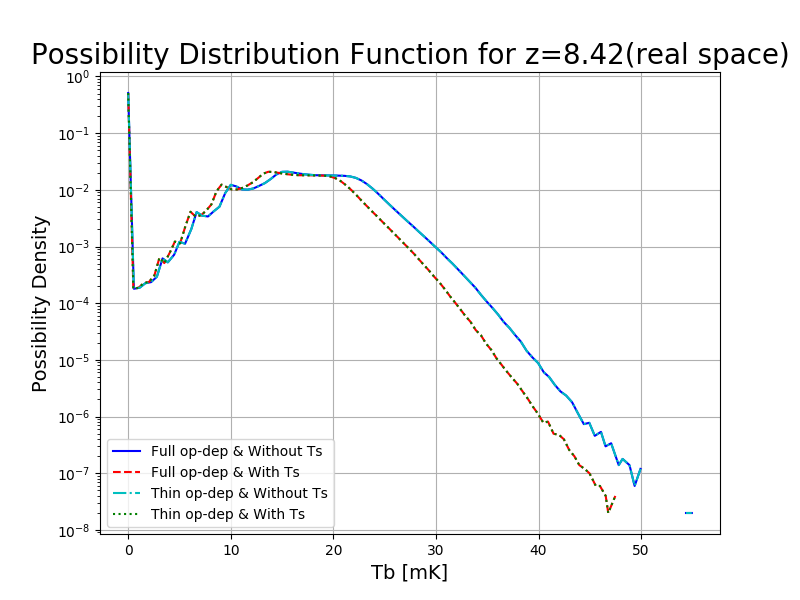 Possibility Distribution Function for z=8.42(real space)
Possibility Density
10⁰
10⁻¹
10⁻²
10⁻³
10⁻⁴
10⁻⁵
10⁻⁶
10⁻⁷
10⁻⁸
Full op-dep & Without Ts
Full op-dep & With Ts
Thin op-dep & Without Ts
Thin op-dep & With Ts
0 10 20 30 40 50
Tb [mK]